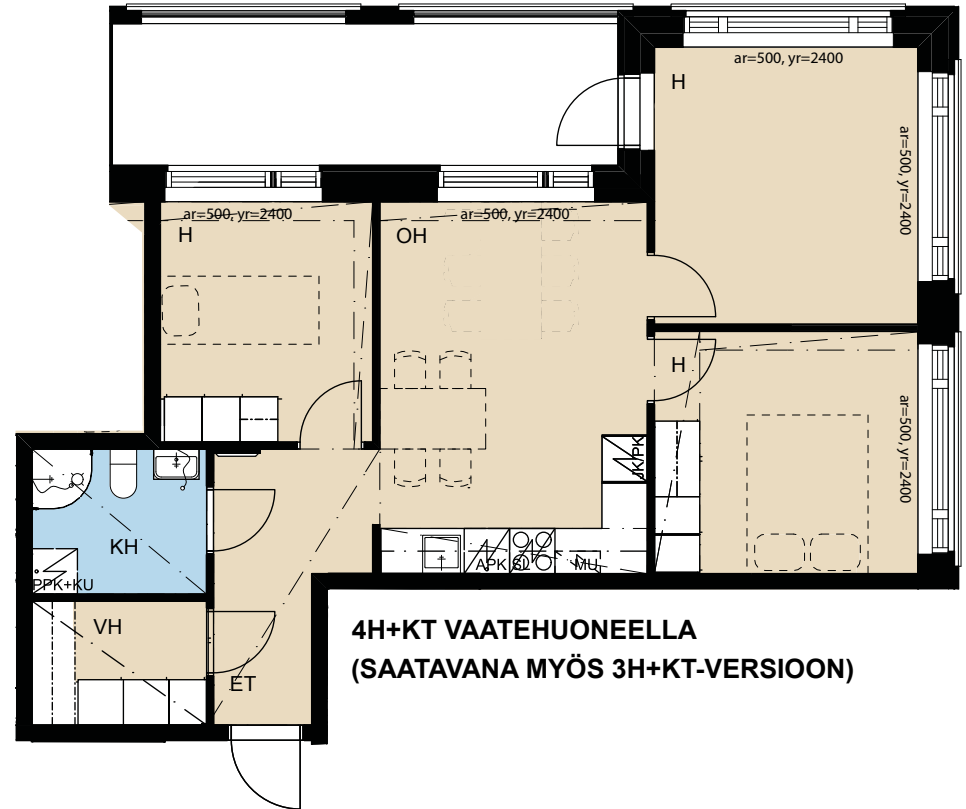 ar=500, yr=2400
H
ar=500, yr=2400
ar=500, yr=2400
H
ar=500, yr=2400
OH
H
ar=500, yr=2400
JK/PK
KH
APK
SL
MU
PPK+KU
VH
ET
4H+KT VAATEHUONEELLA
(SAATAVANA MYÖS 3H+KT-VERSIOON)